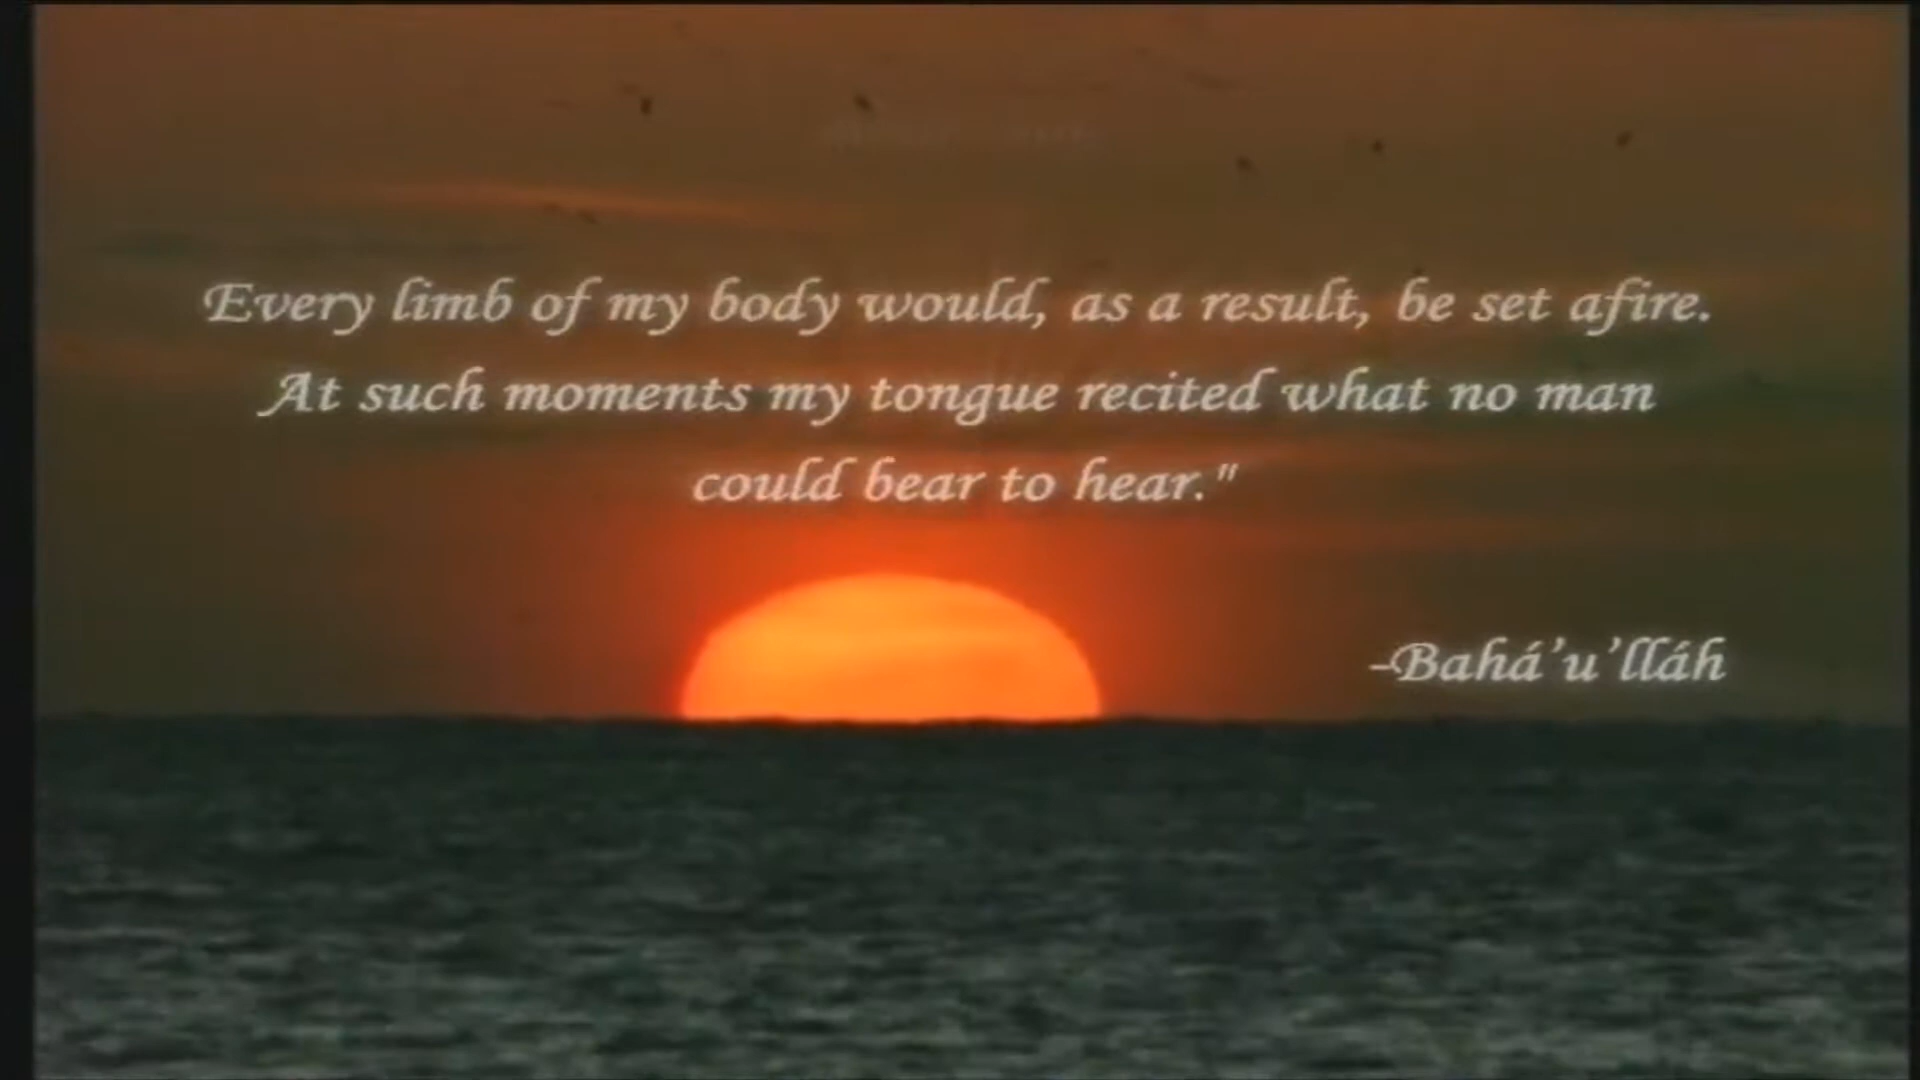 Every limb of my body would, as a result, be set afire.
At such moments my tongue recited what no man
could bear to hear."
-Bahá’u’lláh